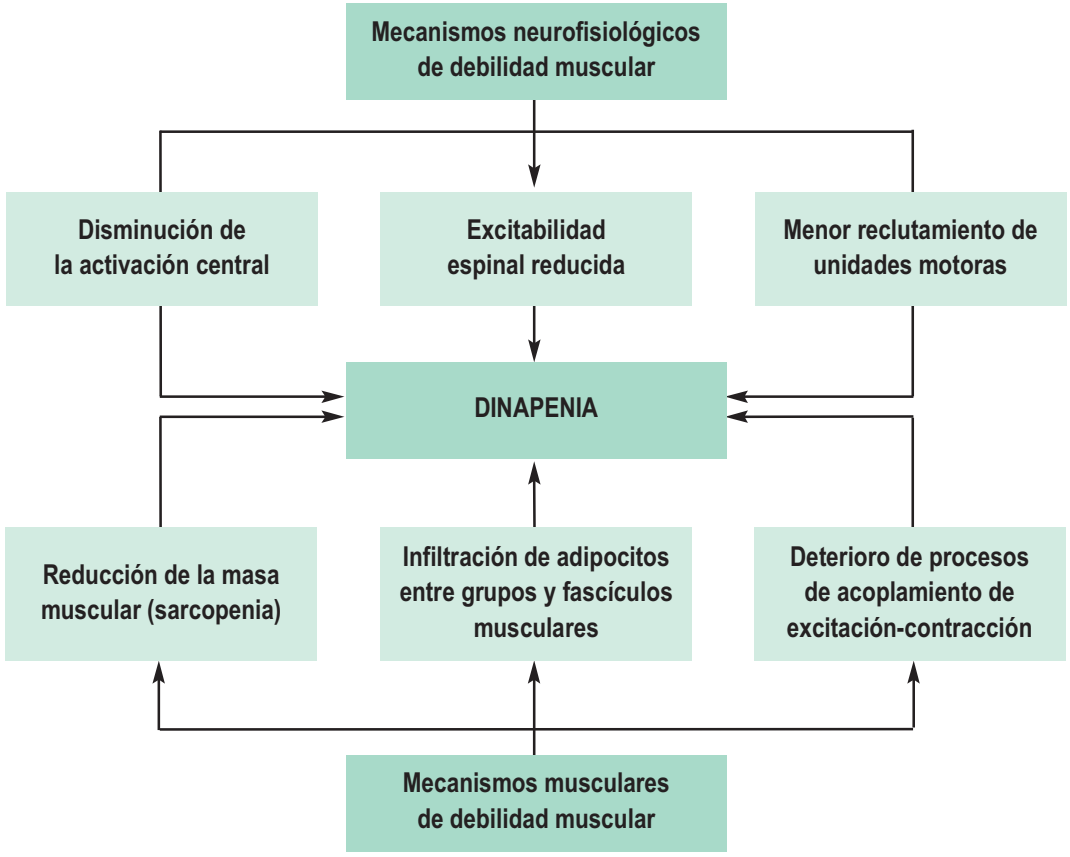 Mecanismos neurofisiológicos
de debilidad muscular
Disminución de
la activación central
Excitabilidad
espinal reducida
Menor reclutamiento de
unidades motoras
DINAPENIA
Reducción de la masa
muscular (sarcopenia)
Infiltración de adipocitos
entre grupos y fascículos
musculares
Deterioro de procesos
de acoplamiento de
excitación-contracción
Mecanismos musculares
de debilidad muscular